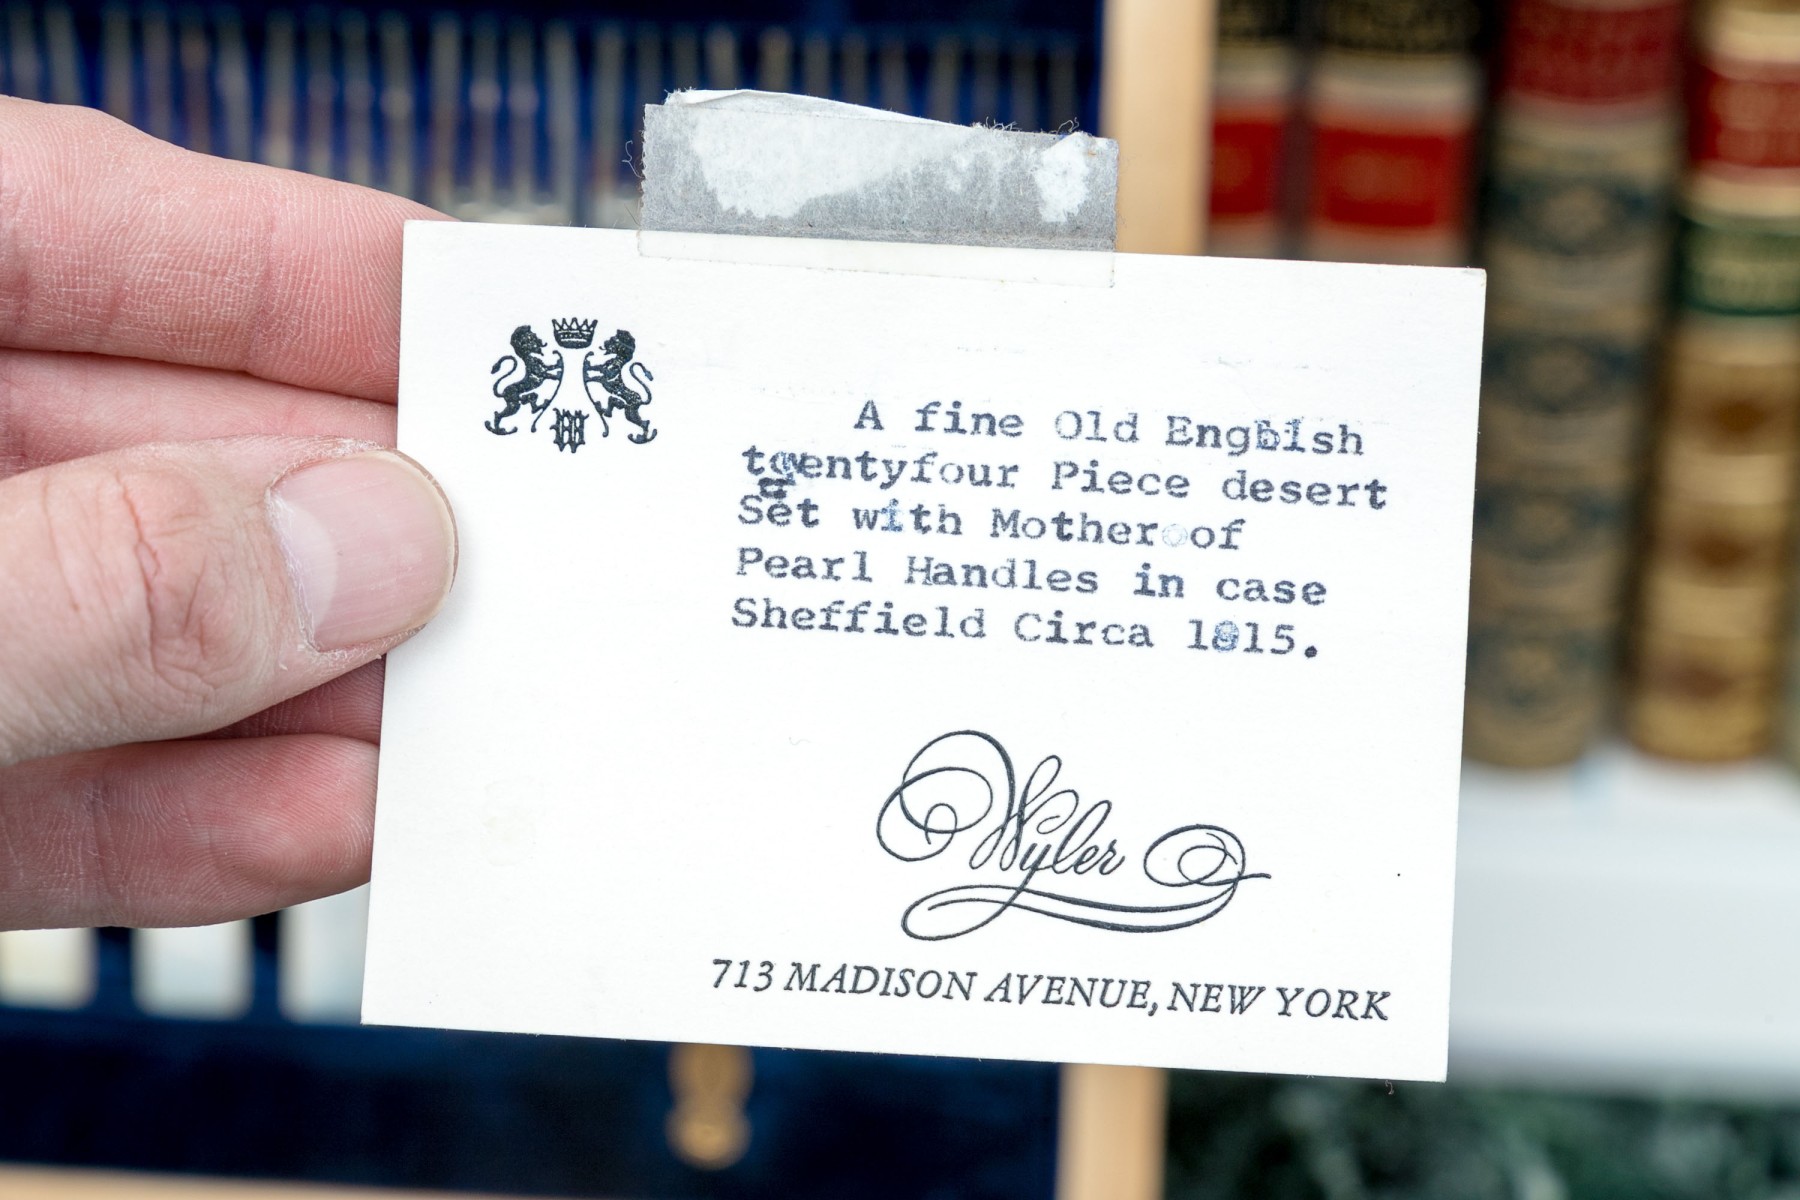 A fine Old English
twentyfour Piece desert
Set with Mother of
Pearl Handles in case
Sheffield Circa 1815.
Wyler
713 MADISON AVENUE, NEW YORK